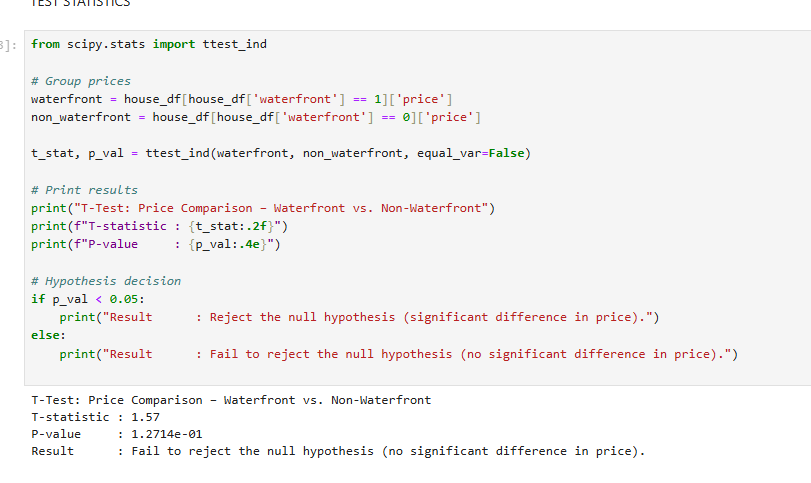 TEST STATISTICS
3]:
from scipy.stats import ttest_ind
# Group prices
waterfront = house_df[house_df['waterfront'] == 1]['price']
non_waterfront = house_df[house_df['waterfront'] == 0]['price']
t_stat, p_val = ttest_ind(waterfront, non_waterfront, equal_var=False)
# Print results
print("T-Test: Price Comparison – Waterfront vs. Non-Waterfront")
print(f"T-statistic : {t_stat:.2f}")
print(f"P-value     : {p_val:.4e}")
# Hypothesis decision
if p_val < 0.05:
    print("Result      : Reject the null hypothesis (significant difference in price).")
else:
    print("Result      : Fail to reject the null hypothesis (no significant difference in price).")
T-Test: Price Comparison – Waterfront vs. Non-Waterfront
T-statistic : 1.57
P-value     : 1.2714e-01
Result      : Fail to reject the null hypothesis (no significant difference in price).